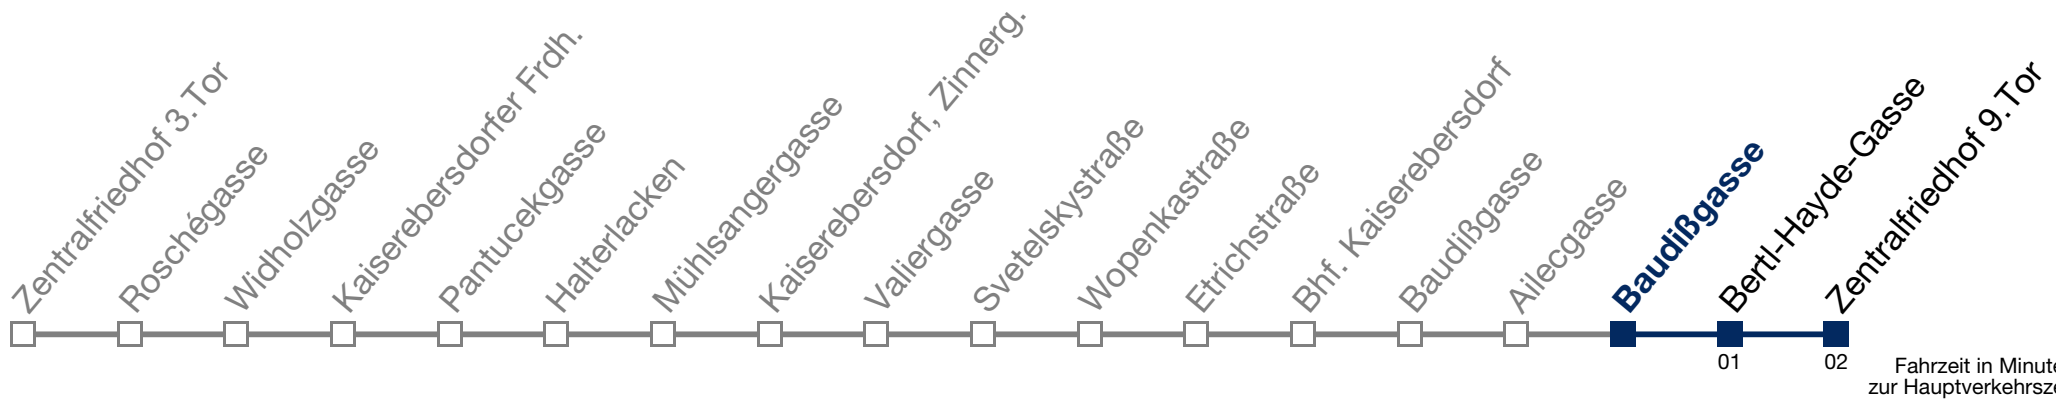 Zentralfriedhof 3.Tor
Roschégasse
Widholzgasse
Kaiserebersdorfer Frdh.
Pantucekgasse
Halterlacken
Mühlsangergasse
Kaiserebersdorf, Zinnerg.
Valiergasse
Svetelskystraße
Wopenkastraße
Etrichstraße
Bhf. Kaiserebersdorf
Baudißgasse
Ailecgasse
Baudißgasse
Bertl-Hayde-Gasse
Zentralfriedhof 9.Tor
01
02
Fahrzeit in Minute
zur Hauptverkehrsze